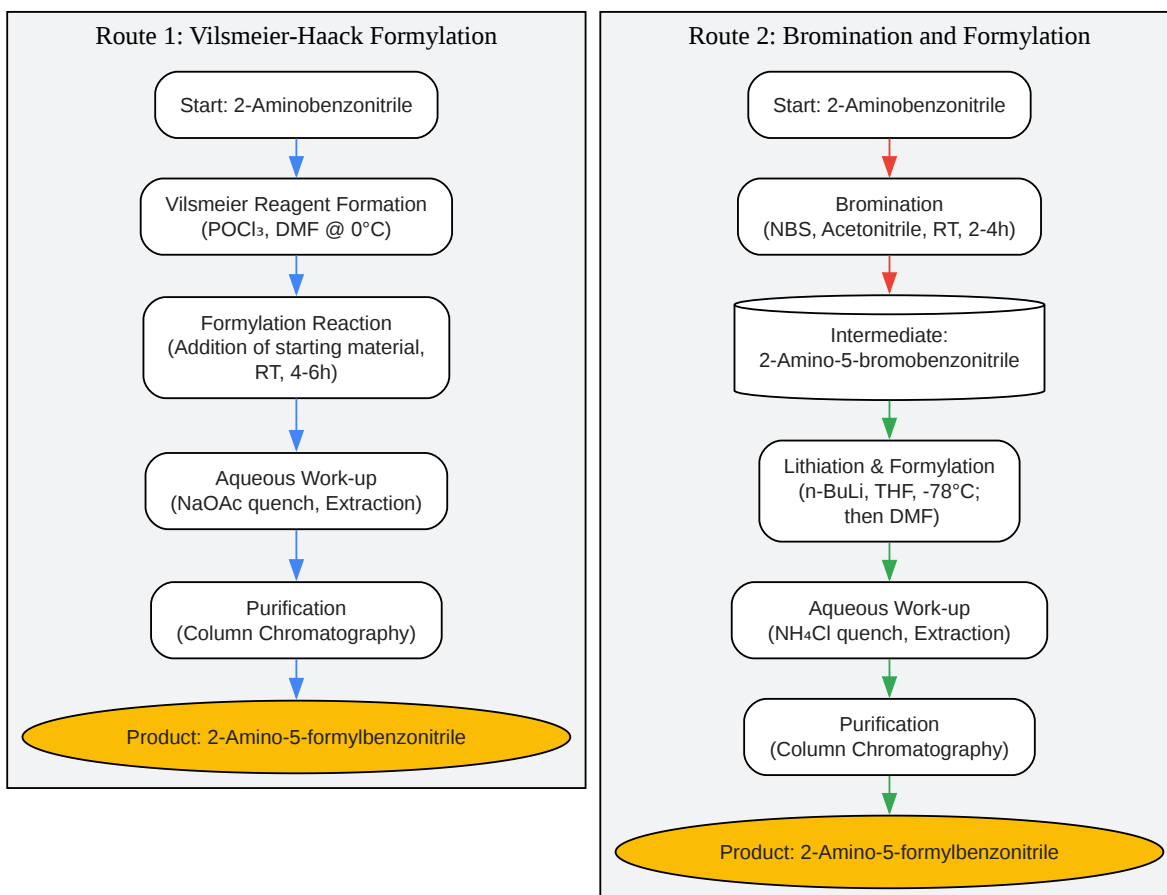 Route 1: Vilsmeier-Haack Formylation
Start: 2-Aminobenzonitrile
Vilsmeier Reagent Formation
(POCl₃, DMF @ 0°C)
Formylation Reaction
(Addition of starting material,
RT, 4-6h)
Aqueous Work-up
(NaOAc quench, Extraction)
Purification
(Column Chromatography)
Product: 2-Amino-5-formylbenzonitrile
Route 2: Bromination and Formylation
Start: 2-Aminobenzonitrile
Bromination
(NBS, Acetonitrile, RT, 2-4h)
Intermediate:
2-Amino-5-bromobenzonitrile
Lithiation & Formylation
(n-BuLi, THF, -78°C;
then DMF)
Aqueous Work-up
(NH₄Cl quench, Extraction)
Purification
(Column Chromatography)
Product: 2-Amino-5-formylbenzonitrile